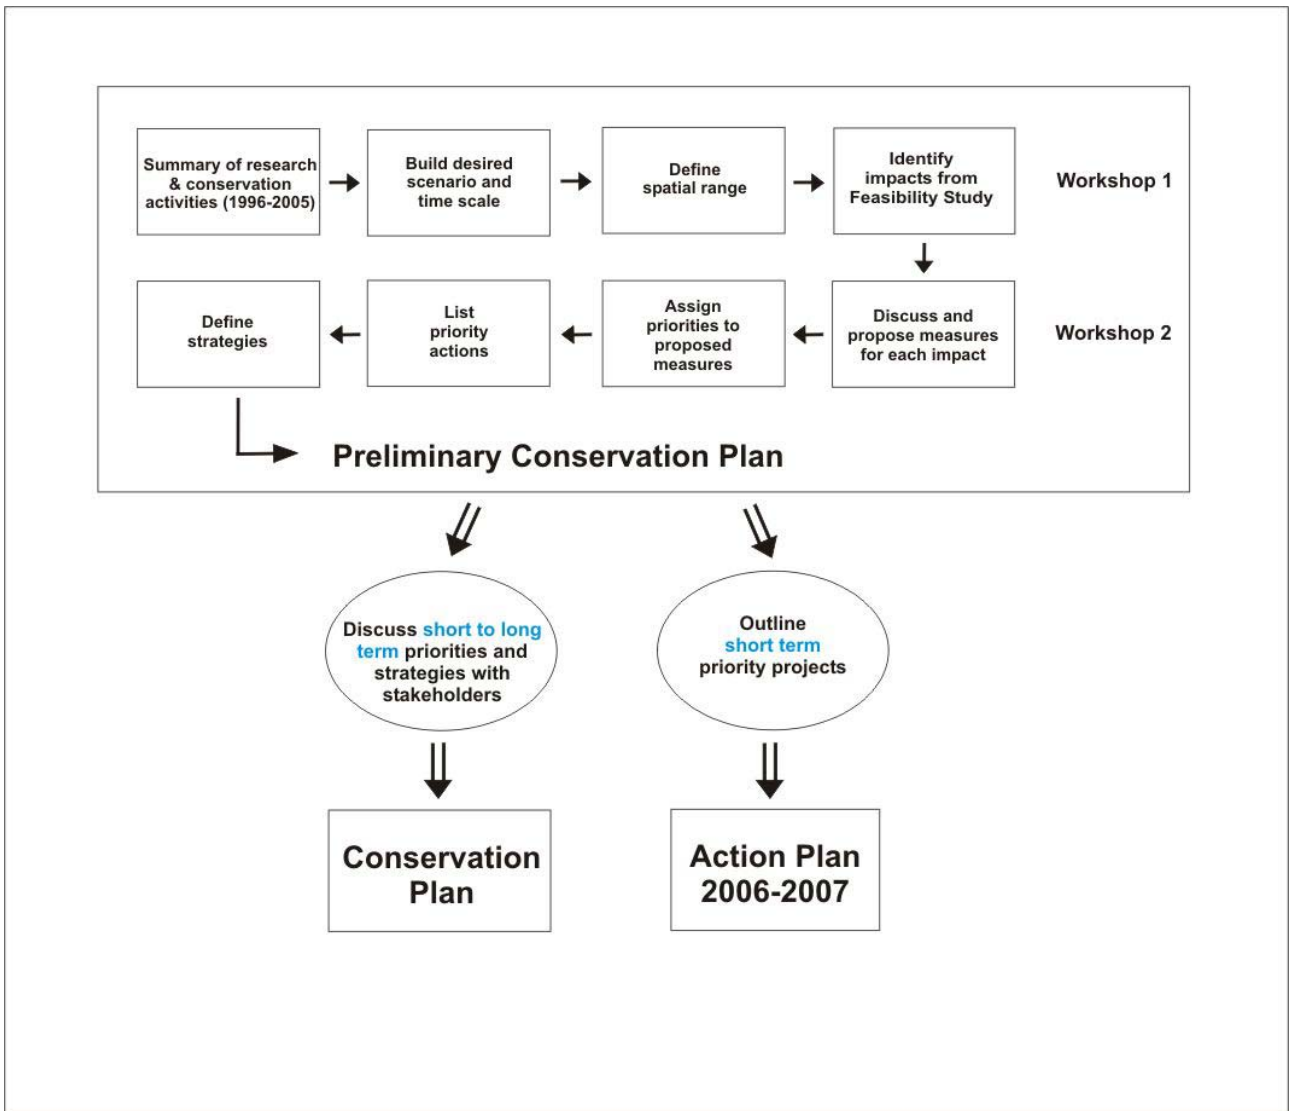 Summary of research
& conservation
activities (1996-2005)
Build desired
scenario and
time scale
Define
spatial range
Identify
impacts from
Feasibility Study
Workshop 1
Define
strategies
List
priority
actions
Assign
priorities to
proposed
measures
Discuss and
propose measures
for each impact
Workshop 2
Preliminary Conservation Plan
Discuss short to long
term priorities and
strategies with
stakeholders
Outline
short term
priority projects
Conservation
Plan
Action Plan
2006-2007